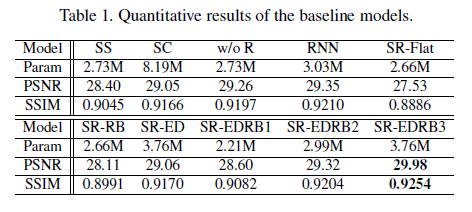 Table 1. Quantitative results of the baseline models.
Model SS SC w/o R RNN SR-Flat
Param 2.73M 8.19M 2.73M 3.03M 2.66M
PSNR 28.40 29.05 29.26 29.35 27.53
SSIM 0.9045 0.9166 0.9197 0.9210 0.8886
Model SR-RB SR-ED SR-EDRB1 SR-EDRB2 SR-EDRB3
Param 2.66M 3.76M 2.21M 2.99M 3.76M
PSNR 28.11 29.06 28.60 29.32 29.98
SSIM 0.8991 0.9170 0.9082 0.9204 0.9254